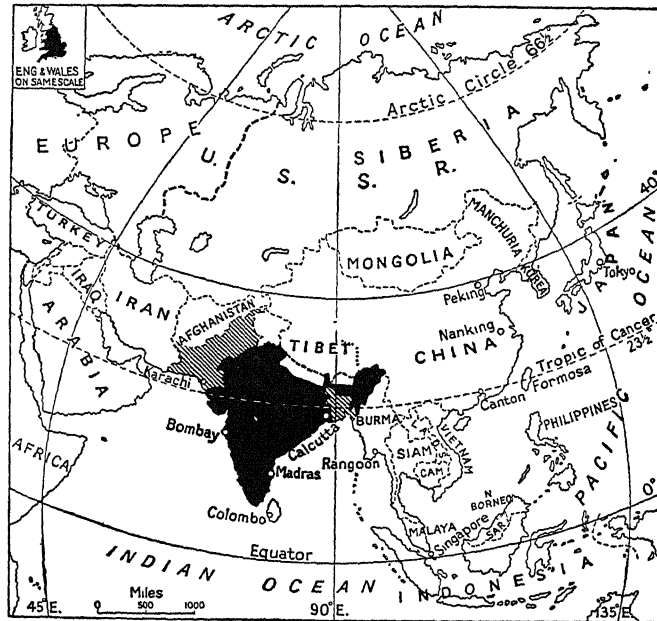 ENG & WALES
ON SAME SCALE
ARCTIC OCEAN
Arctic Circle 66½°
EUROPE
U. S. S. R.
SIBERIA
40°
TURKEY
MONGOLIA
MANCHURIA
KOREA
JAPAN
Tokyo
IRAQ
IRAN
AFGHANISTAN
Peking
ARABIA
TIBET
Nanking
CHINA
Tropic of Cancer
23½°
Karachi
Formosa
Canton
Bombay
Calcutta
BURMA
PHILIPPINES
AFRICA
Madras
Rangoon
SIAM
VIETNAM
CAM
PACIFIC OCEAN
Colombo
N
BORNEO
MALAYA
Singapore
SAR
0°
Equator
INDIAN OCEAN
INDONESIA
Miles
45°E.
0 500 1000
90°E.
135°E.